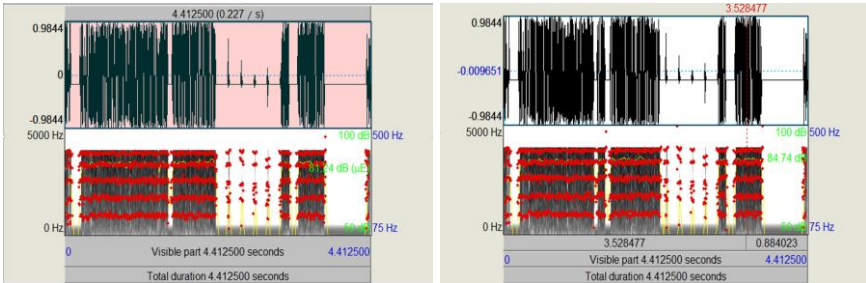 4.412500 (0.227 / s)
0.9844
0
-0.9844
5000 Hz
100 dB
500 Hz
81.24 dB (µE)
0 Hz
50 dB
75 Hz
0
Visible part 4.412500 seconds
4.412500
Total duration 4.412500 seconds
3.528477
0.9844
-0.009651
-0.9844
5000 Hz
100 dB
500 Hz
84.74 dB
0 Hz
50 dB
75 Hz
3.528477
0.884023
0
Visible part 4.412500 seconds
4.412500
Total duration 4.412500 seconds